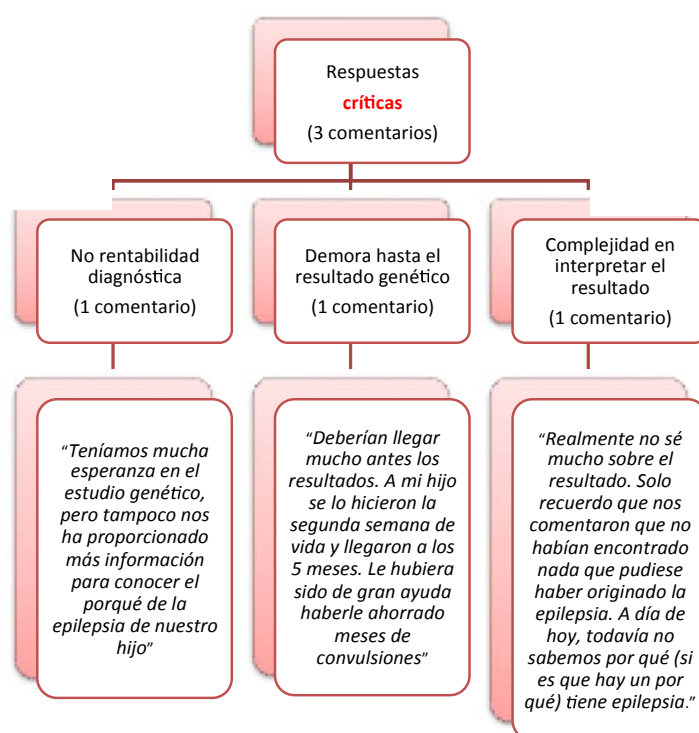 Respuestas
críticas
(3 comentarios)
No rentabilidad
diagnóstica
(1 comentario)
Demora hasta el
resultado genético
(1 comentario)
Complejidad en
interpretar el
resultado
(1 comentario)
“Teníamos mucha
esperanza en el
estudio genético,
pero tampoco nos
ha proporcionado
más información
para conocer el
porqué de la
epilepsia de nuestro
hijo”
“Deberían llegar
mucho antes los
resultados. A mi hijo
se lo hicieron la
segunda semana de
vida y llegaron a los
5 meses. Le hubiera
sido de gran ayuda
haberle ahorrado
meses de
convulsiones”
“Realmente no sé
mucho sobre el
resultado. Solo
recuerdo que nos
comentaron que no
habían encontrado
nada que pudiese
haber originado la
epilepsia. A día de
hoy, todavía no
sabemos por qué (si
es que hay un por
qué) tiene epilepsia.”